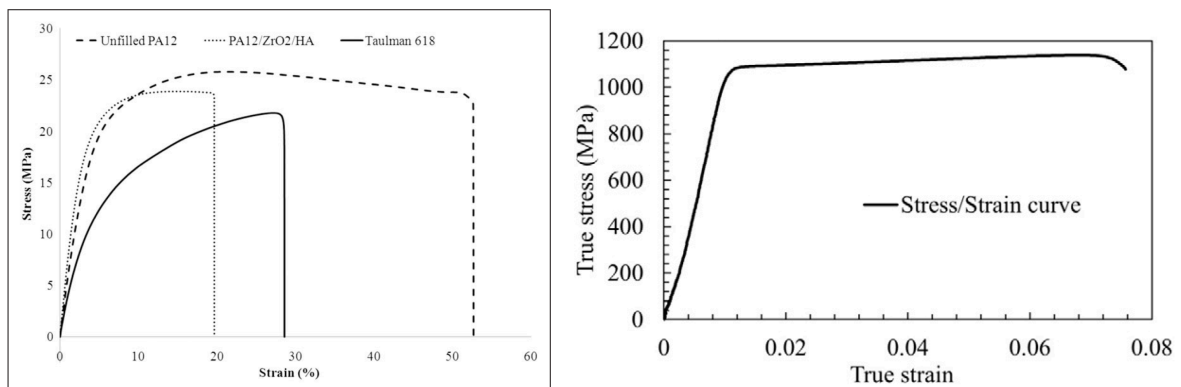 30
25
20
15
10
5
0
Stress (MPa)
Unfilled PA12
PA12/ZrO2/HA
Taulman 618
0 10 20 30 40 50 60
Strain (%)
1200
1000
800
600
400
200
0
True stress (MPa)
Stress/Strain curve
0 0.02 0.04 0.06 0.08
True strain